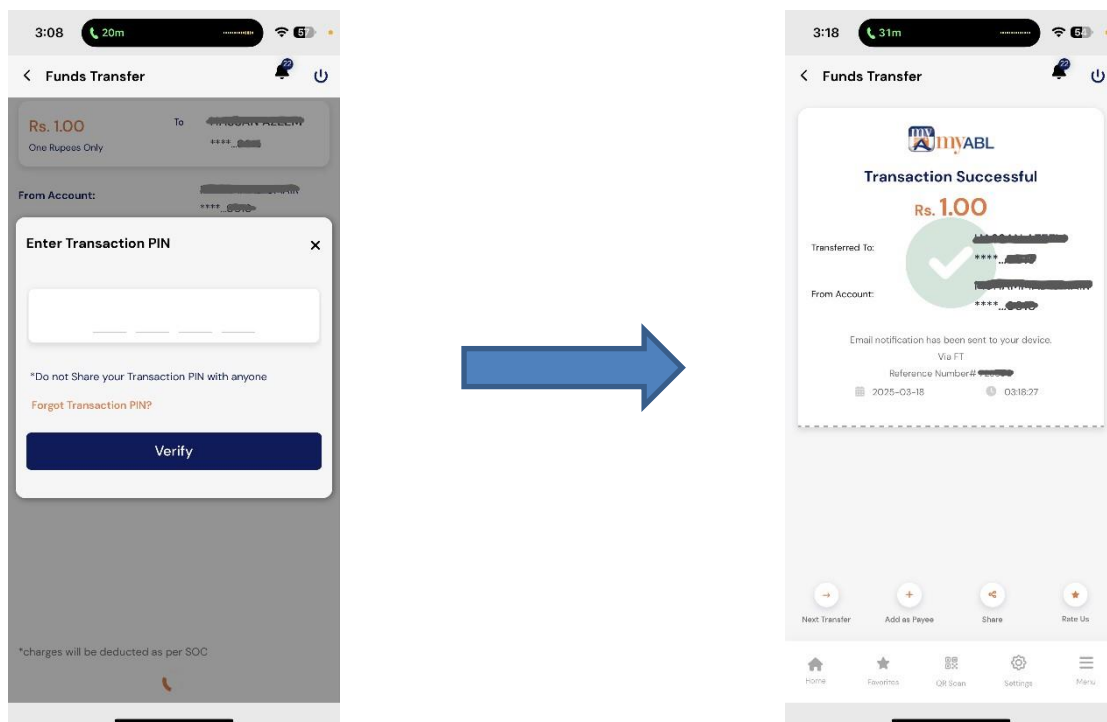 3:08
20m
Funds Transfer
22
Rs. 1.00
One Rupees Only
To
****..
From Account:
****..
Enter Transaction PIN
*Do not Share your Transaction PIN with anyone
Forgot Transaction PIN?
Verify
*charges will be deducted as per SOC
3:18
31m
54
Funds Transfer
22
my myABL
Transaction Successful
Rs. 1.00
Transferred To:
****..
From Account:
****..
Email notification has been sent to your device.
Via FT
Reference Number#
2025-03-18 03:18:27
Next Transfer Add as Payee Share Rate Us
Home Favorites QR Scan Settings Menu